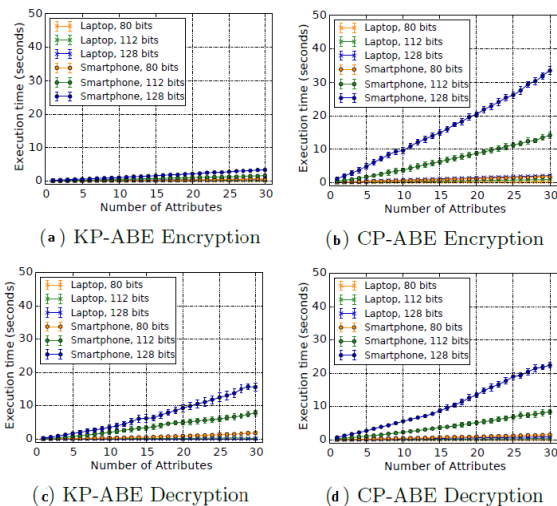 50
40
30
20
10
0
Execution time (seconds)
Laptop, 80 bits
Laptop, 112 bits
Laptop, 128 bits
Smartphone, 80 bits
Smartphone, 112 bits
Smartphone, 128 bits
0 5 10 15 20 25 30
Number of Attributes
(a) KP-ABE Encryption
50
40
30
20
10
0
Execution time (seconds)
Laptop, 80 bits
Laptop, 112 bits
Laptop, 128 bits
Smartphone, 80 bits
Smartphone, 112 bits
Smartphone, 128 bits
0 5 10 15 20 25 30
Number of Attributes
(b) CP-ABE Encryption
50
40
30
20
10
0
Execution time (seconds)
Laptop, 80 bits
Laptop, 112 bits
Laptop, 128 bits
Smartphone, 80 bits
Smartphone, 112 bits
Smartphone, 128 bits
0 5 10 15 20 25 30
Number of Attributes
(c) KP-ABE Decryption
50
40
30
20
10
0
Execution time (seconds)
Laptop, 80 bits
Laptop, 112 bits
Laptop, 128 bits
Smartphone, 80 bits
Smartphone, 112 bits
Smartphone, 128 bits
0 5 10 15 20 25 30
Number of Attributes
(d) CP-ABE Decryption